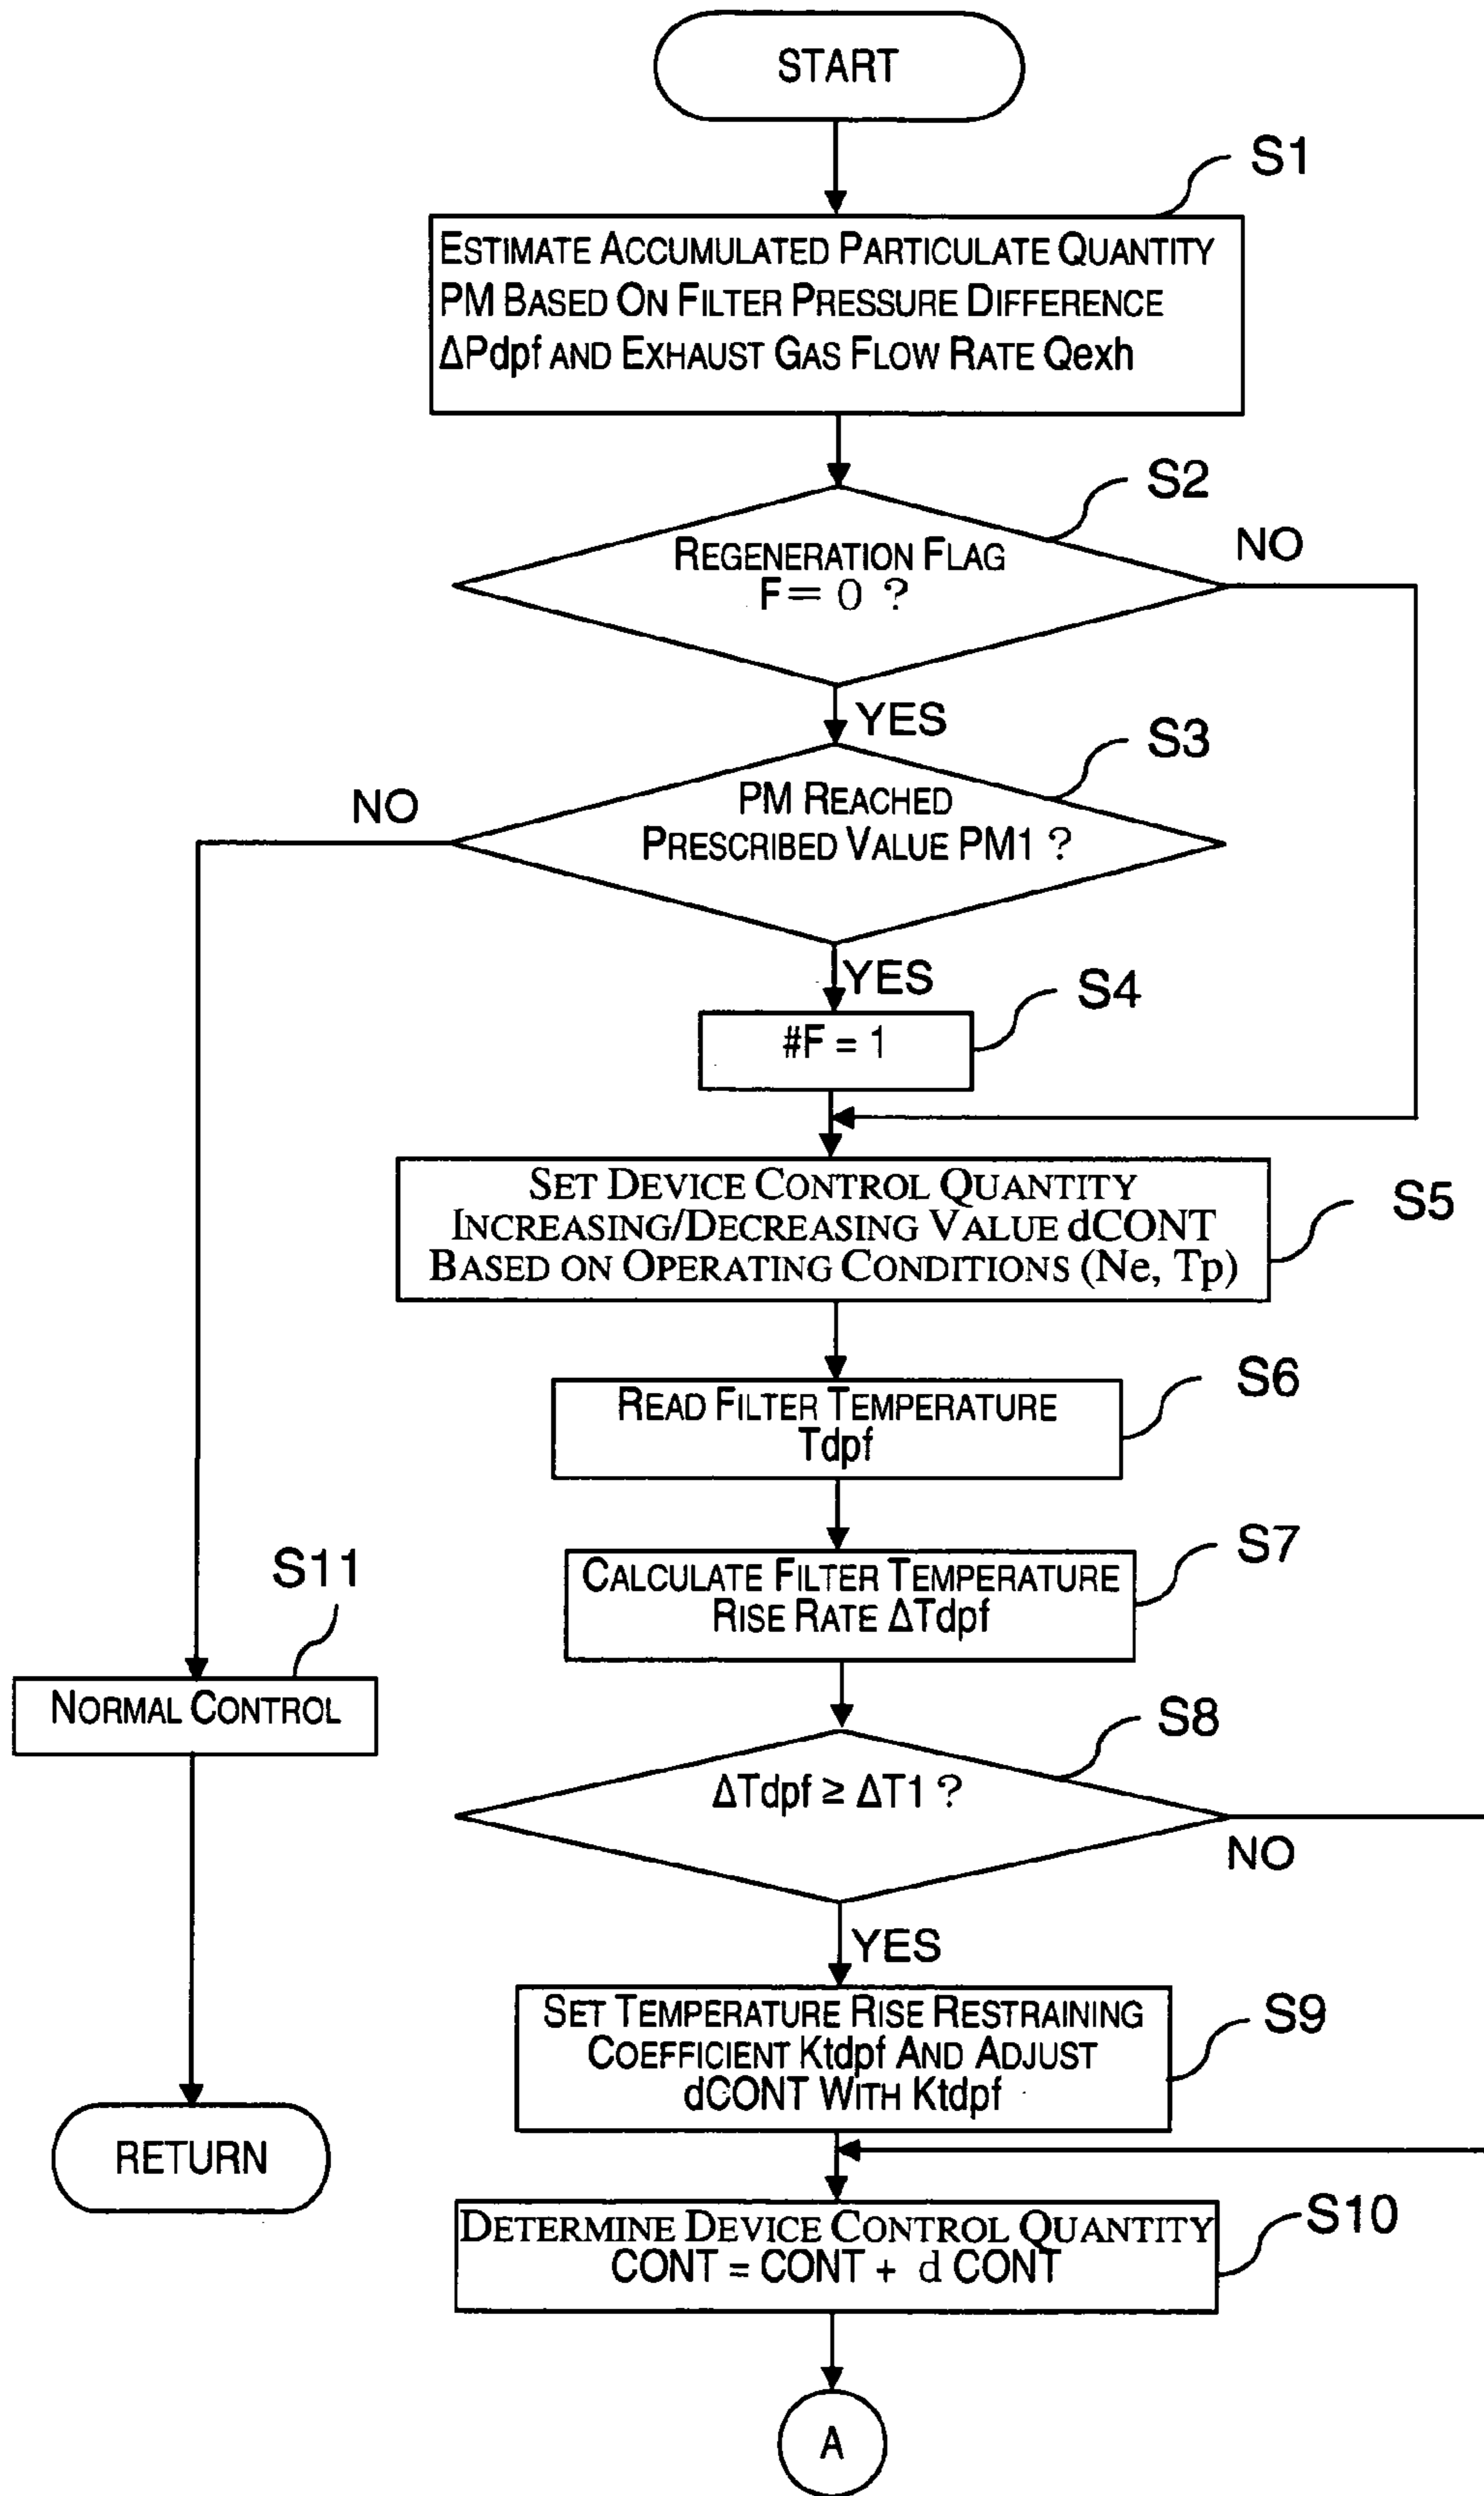 START
S1
ESTIMATE ACCUMULATED PARTICULATE QUANTITY
PM BASED ON FILTER PRESSURE DIFFERENCE
ΔPdpf AND EXHAUST GAS FLOW RATE Qexh
S2
REGENERATION FLAG
F = 0 ?
NO
YES
S3
PM REACHED
PRESCRIBED VALUE PM1 ?
NO
YES
S4
#F = 1
SET DEVICE CONTROL QUANTITY
INCREASING/DECREASING VALUE dCONT
BASED ON OPERATING CONDITIONS (Ne, Tp)
S5
S6
READ FILTER TEMPERATURE
Tdpf
S7
CALCULATE FILTER TEMPERATURE
RISE RATE ΔTdpf
S11
NORMAL CONTROL
S8
ΔTdpf ≥ ΔT1 ?
NO
YES
S9
SET TEMPERATURE RISE RESTRAINING
COEFFICIENT Ktdpf AND ADJUST
dCONT WITH Ktdpf
RETURN
S10
DETERMINE DEVICE CONTROL QUANTITY
CONT = CONT + d CONT
A